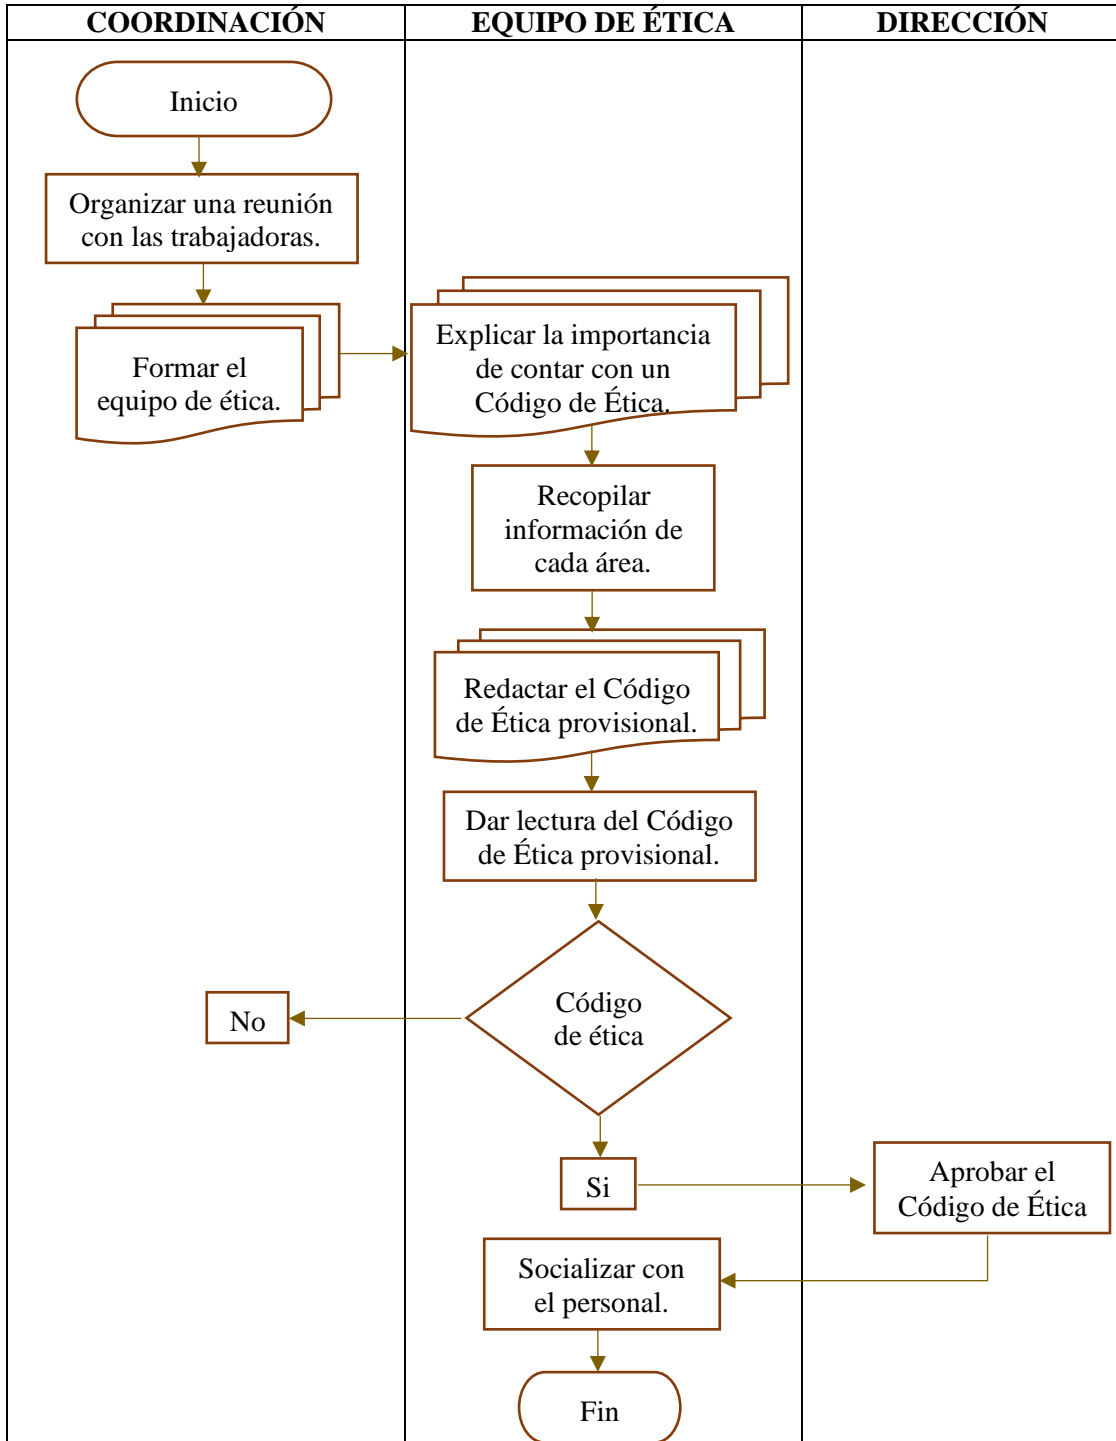 COORDINACIÓN
EQUIPO DE ÉTICA
DIRECCIÓN
Inicio
Organizar una reunión
con las trabajadoras.
Formar el
equipo de ética.
Explicar la importancia
de contar con un
Código de Ética.
Recopilar
información de
cada área.
Redactar el Código
de Ética provisional.
Dar lectura del Código
de Ética provisional.
Código
de ética
No
Si
Aprobar el
Código de Ética
Socializar con
el personal.
Fin